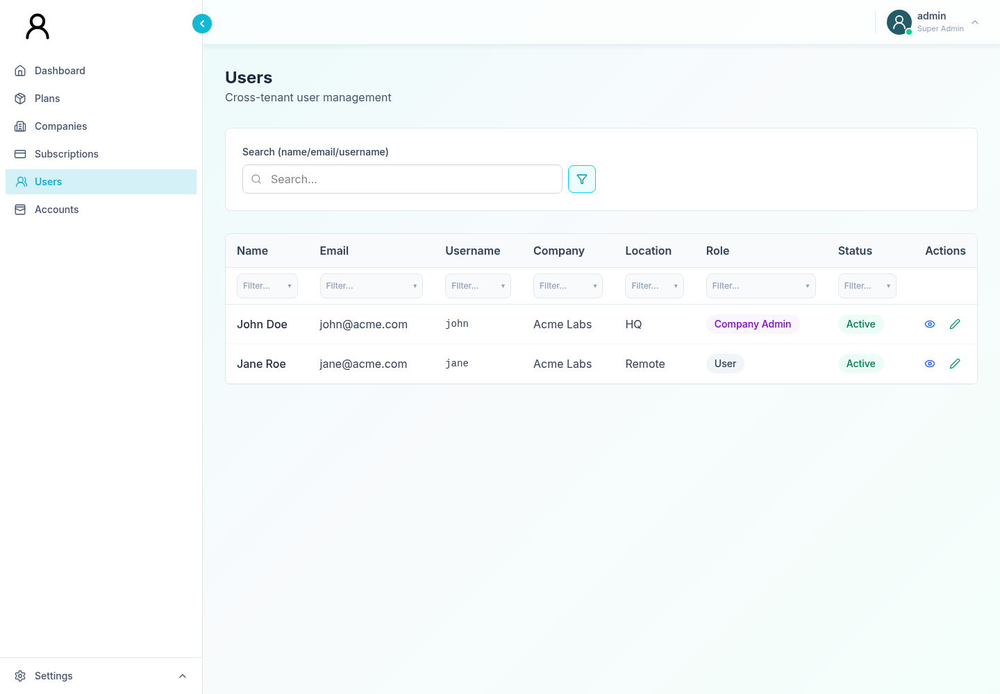 admin
Super Admin
Dashboard
Plans
Companies
Subscriptions
Users
Accounts
Settings
Users
Cross-tenant user management
Search (name/email/username)
Search...
Name Email Username Company Location Role Status Actions
Filter... Filter... Filter... Filter... Filter... Filter... Filter...
John Doe john@acme.com john Acme Labs HQ Company Admin Active
Jane Roe jane@acme.com jane Acme Labs Remote User Active